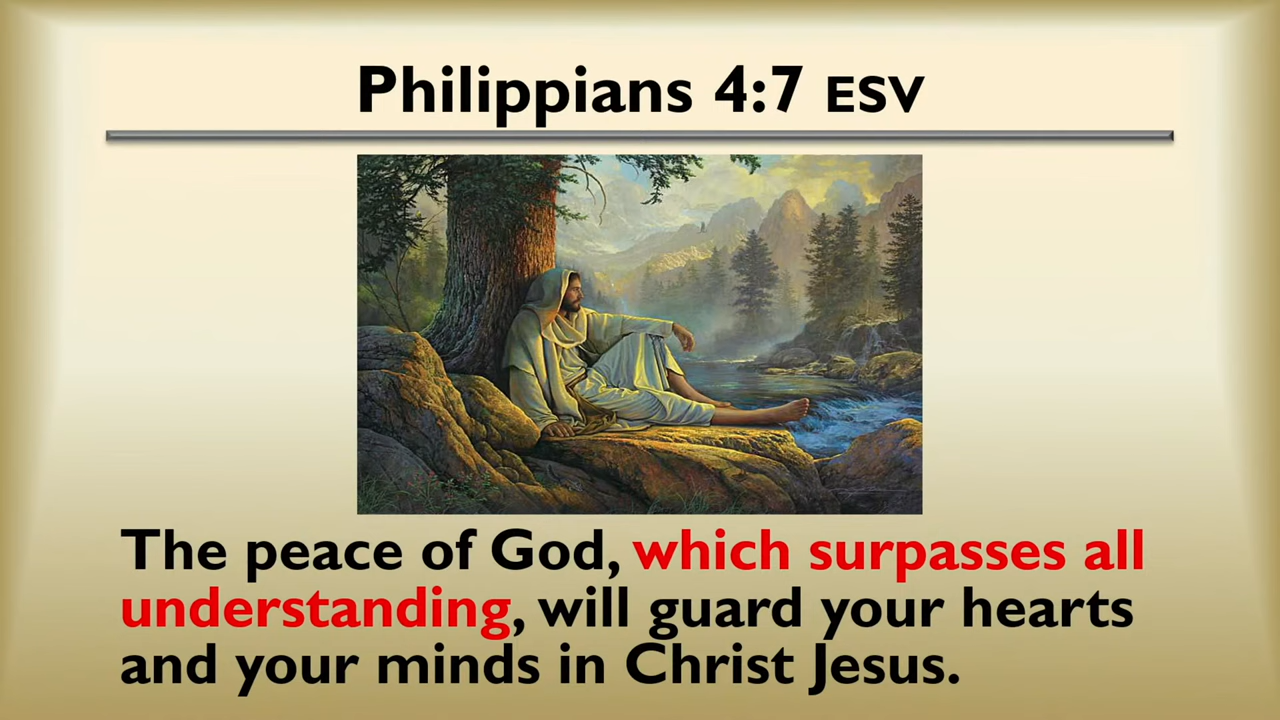 Philippians 4:7 ESV
The peace of God, which surpasses all
understanding, will guard your hearts
and your minds in Christ Jesus.